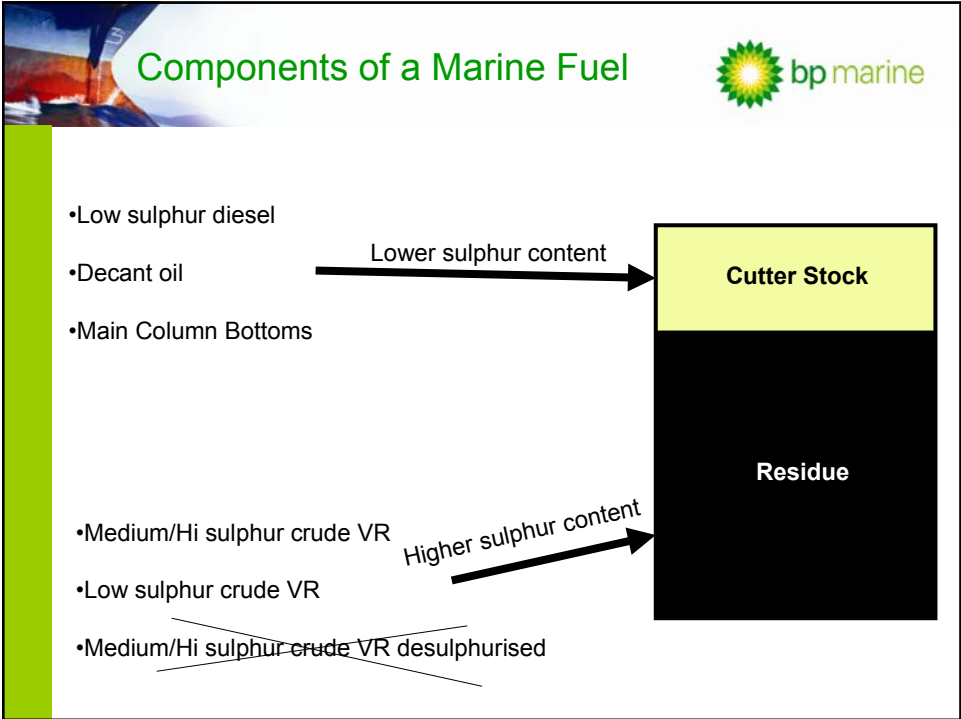 Components of a Marine Fuel
bp marine
•Low sulphur diesel
•Decant oil
•Main Column Bottoms
Lower sulphur content
Cutter Stock
Residue
•Medium/Hi sulphur crude VR
•Low sulphur crude VR
•Medium/Hi sulphur crude VR desulphurised
Higher sulphur content